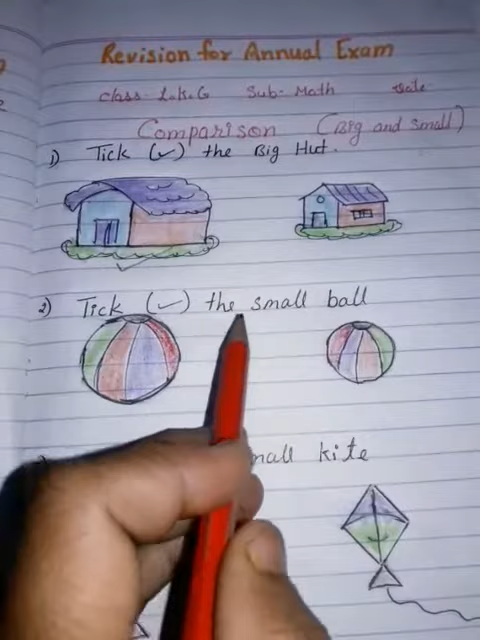 Revision for Annual Exam
Class- L.K.G Sub- Math Date
Comparison (Big and small)
1) Tick (✓) the Big Hut.
2) Tick (✓) the small ball
kite